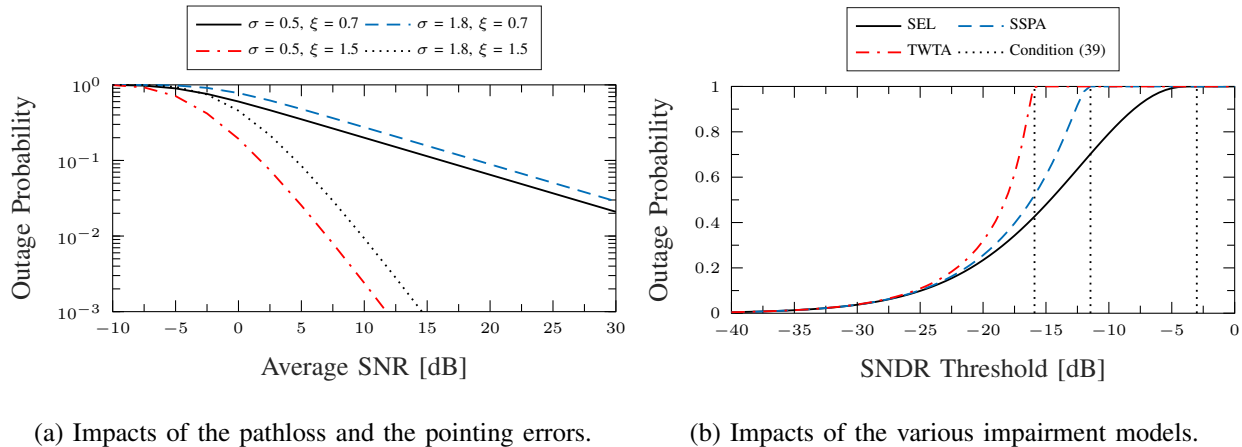 σ = 0.5, ξ = 0.7
σ = 1.8, ξ = 0.7
σ = 0.5, ξ = 1.5
σ = 1.8, ξ = 1.5
10^0
10^−1
10^−2
10^−3
Outage Probability
−10 −5 0 5 10 15 20 25 30
Average SNR [dB]
(a) Impacts of the pathloss and the pointing errors.
SEL
SSPA
TWTA
Condition (39)
1
0.8
0.6
0.4
0.2
0
Outage Probability
−40 −35 −30 −25 −20 −15 −10 −5 0
SNDR Threshold [dB]
(b) Impacts of the various impairment models.